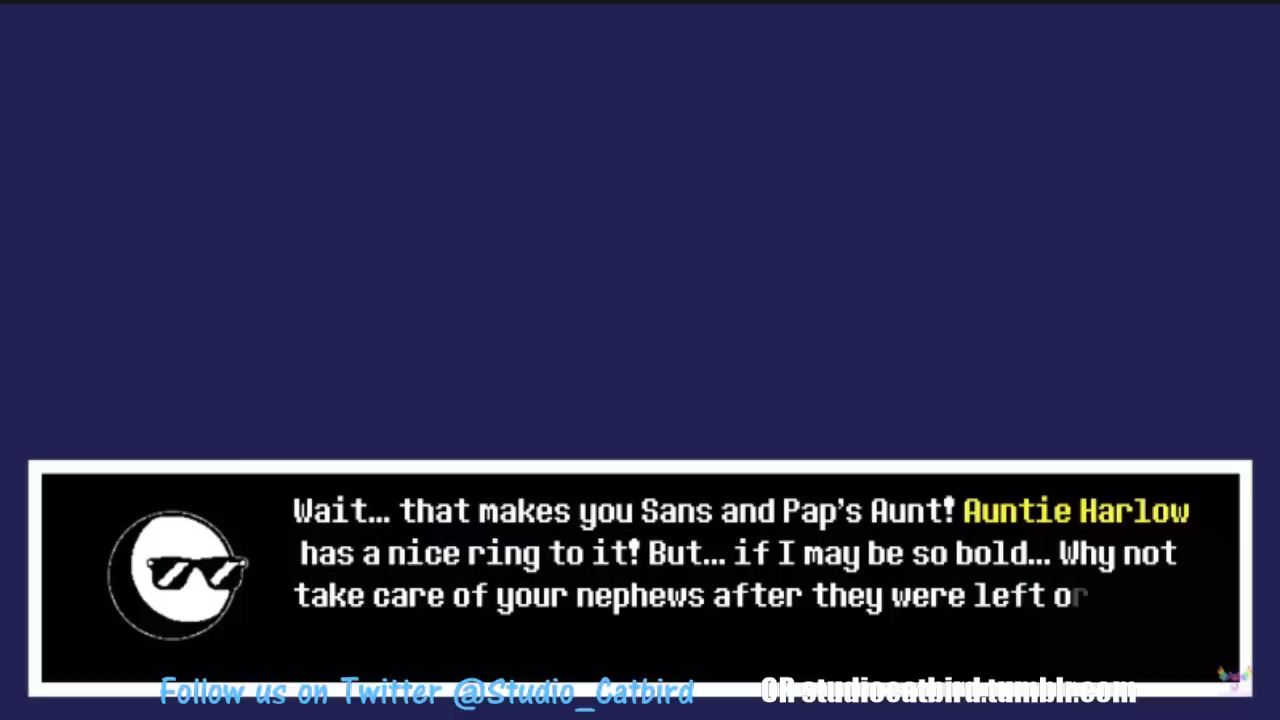 Wait... that makes you Sans and Pap's Aunt! Auntie Harlow
has a nice ring to it! But... if I may be so bold... Why not
take care of your nephews after they were left or
Follow us on Twitter @Studio_Catbird OR studiocatbird.tumblr.com